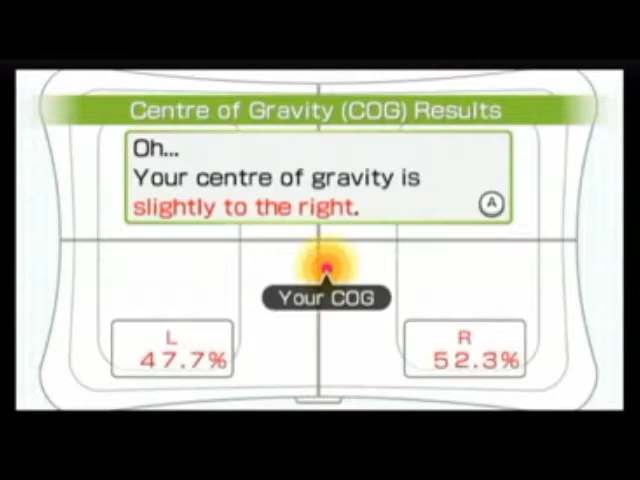 Centre of Gravity (COG) Results
Oh...
Your centre of gravity is
slightly to the right.
A
Your COG
L
47.7%
R
52.3%